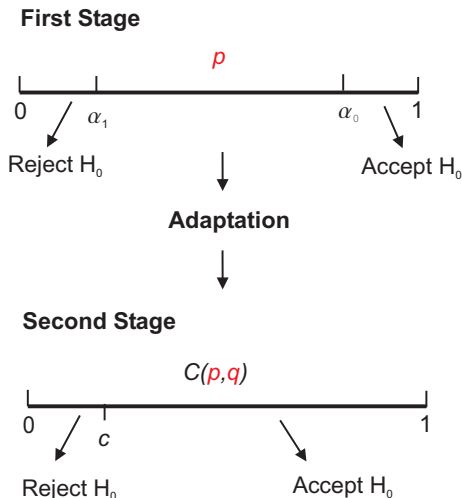 First Stage
p
0 α₁ α₀ 1
Reject H₀ Accept H₀
Adaptation
Second Stage
C(p,q)
0 c 1
Reject H₀ Accept H₀